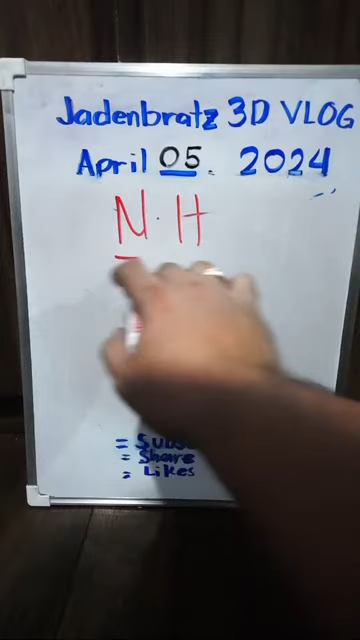 Jadenbratz 3D VLOG
April 05. 2024
N. H
= Subs
= Share
= Likes